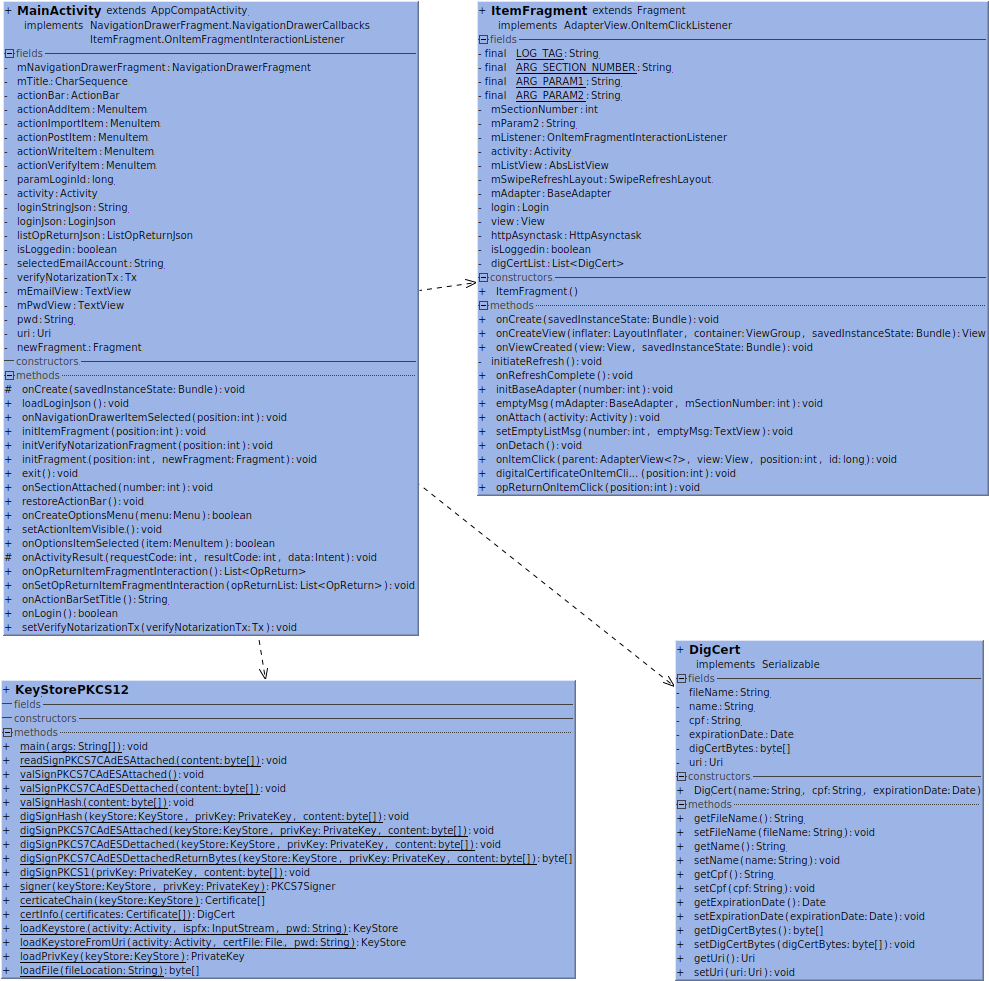 + MainActivity extends AppCompatActivity
implements NavigationDrawerFragment.NavigationDrawerCallbacks
ItemFragment.OnItemFragmentInteractionListener
fields
- mNavigationDrawerFragment: NavigationDrawerFragment
- mTitle: CharSequence
- actionBar: ActionBar
- actionAddItem: MenuItem
- actionImportItem: MenuItem
- actionPostItem: MenuItem
- actionWriteItem: MenuItem
- actionVerifyItem: MenuItem
- paramLoginId: long
- activity: Activity
- loginStringJson: String
- loginJson: LoginJson
- listOpReturnJson: ListOpReturnJson
- isLoggedin: boolean
- selectedEmailAccount: String
- verifyNotarizationTx: Tx
- mEmailView: TextView
- mPwdView: TextView
- pwd: String
- uri: Uri
- newFragment: Fragment
constructors
methods
# onCreate(savedInstanceState: Bundle): void
+ loadLoginJson(): void
+ onNavigationDrawerItemSelected(position: int): void
+ initItemFragment(position: int): void
+ initVerifyNotarizationFragment(position: int): void
+ initFragment(position: int, newFragment: Fragment): void
+ exit(): void
+ onSectionAttached(number: int): void
+ restoreActionBar(): void
+ onCreateOptionsMenu(menu: Menu): boolean
+ setActionItemVisible(): void
+ onOptionsItemSelected(item: MenuItem): boolean
# onActivityResult(requestCode: int, resultCode: int, data: Intent): void
+ onOpReturnItemFragmentInteraction(): List<OpReturn>
+ onSetOpReturnItemFragmentInteraction(opReturnList: List<OpReturn>): void
+ onActionBarSetTitle(): String
+ onLogin(): boolean
+ setVerifyNotarizationTx(verifyNotarizationTx: Tx): void
+ ItemFragment extends Fragment
implements AdapterView.OnItemClickListener
fields
- final LOG_TAG: String
- final ARG_SECTION_NUMBER: String
- final ARG_PARAM1: String
- final ARG_PARAM2: String
- mSectionNumber: int
- mParam2: String
- mListener: OnItemFragmentInteractionListener
- activity: Activity
- mListView: AbsListView
- mSwipeRefreshLayout: SwipeRefreshLayout
- mAdapter: BaseAdapter
- login: Login
- view: View
- httpAsynctask: HttpAsynctask
- isLoggedin: boolean
- digCertList: List<DigCert>
constructors
+ ItemFragment()
methods
+ onCreate(savedInstanceState: Bundle): void
+ onCreateView(inflater: LayoutInflater, container: ViewGroup, savedInstanceState: Bundle): View
+ onViewCreated(view: View, savedInstanceState: Bundle): void
- initiateRefresh(): void
+ onRefreshComplete(): void
+ initBaseAdapter(number: int): void
+ emptyMsg(mAdapter: BaseAdapter, mSectionNumber: int): void
+ onAttach(activity: Activity): void
+ setEmptyListMsg(number: int, emptyMsg: TextView): void
+ onDetach(): void
+ onItemClick(parent: AdapterView<?>, view: View, position: int, id: long): void
+ digitalCertificateOnItemCli...(position: int): void
+ opReturnOnItemClick(position: int): void
+ KeyStorePKCS12
fields
constructors
methods
+ main(args: String[]): void
+ readSignPKCS7CAdESAttached(content: byte[]): void
+ valSignPKCS7CAdESAttached(): void
+ valSignPKCS7CAdESDettached(content: byte[]): void
+ valSignHash(content: byte[]): void
+ digSignHash(keyStore: KeyStore, privKey: PrivateKey, content: byte[]): void
+ digSignPKCS7CAdESAttached(keyStore: KeyStore, privKey: PrivateKey, content: byte[]): void
+ digSignPKCS7CAdESDettached(keyStore: KeyStore, privKey: PrivateKey, content: byte[]): void
+ digSignPKCS7CAdESDettachedReturnBytes(keyStore: KeyStore, privKey: PrivateKey, content: byte[]): byte[]
+ digSignPKCS1(privKey: PrivateKey, content: byte[]): void
+ signer(keyStore: KeyStore, privKey: PrivateKey): PKCS7Signer
+ certicateChain(keyStore: KeyStore): Certificate[]
+ certInfo(certificates: Certificate[]): DigCert
+ loadKeystore(activity: Activity, ispfx: InputStream, pwd: String): KeyStore
+ loadKeystoreFromUri(activity: Activity, certFile: File, pwd: String): KeyStore
+ loadPrivKey(keyStore: KeyStore): PrivateKey
+ loadFile(fileLocation: String): byte[]
+ DigCert
implements Serializable
fields
- fileName: String
- name: String
- cpf: String
- expirationDate: Date
- digCertBytes: byte[]
- uri: Uri
constructors
+ DigCert(name: String, cpf: String, expirationDate: Date)
methods
+ getFileName(): String
+ setFileName(fileName: String): void
+ getName(): String
+ setName(name: String): void
+ getCpf(): String
+ setCpf(cpf: String): void
+ getExpirationDate(): Date
+ setExpirationDate(expirationDate: Date): void
+ getDigCertBytes(): byte[]
+ setDigCertBytes(digCertBytes: byte[]): void
+ getUri(): Uri
+ setUri(uri: Uri): void